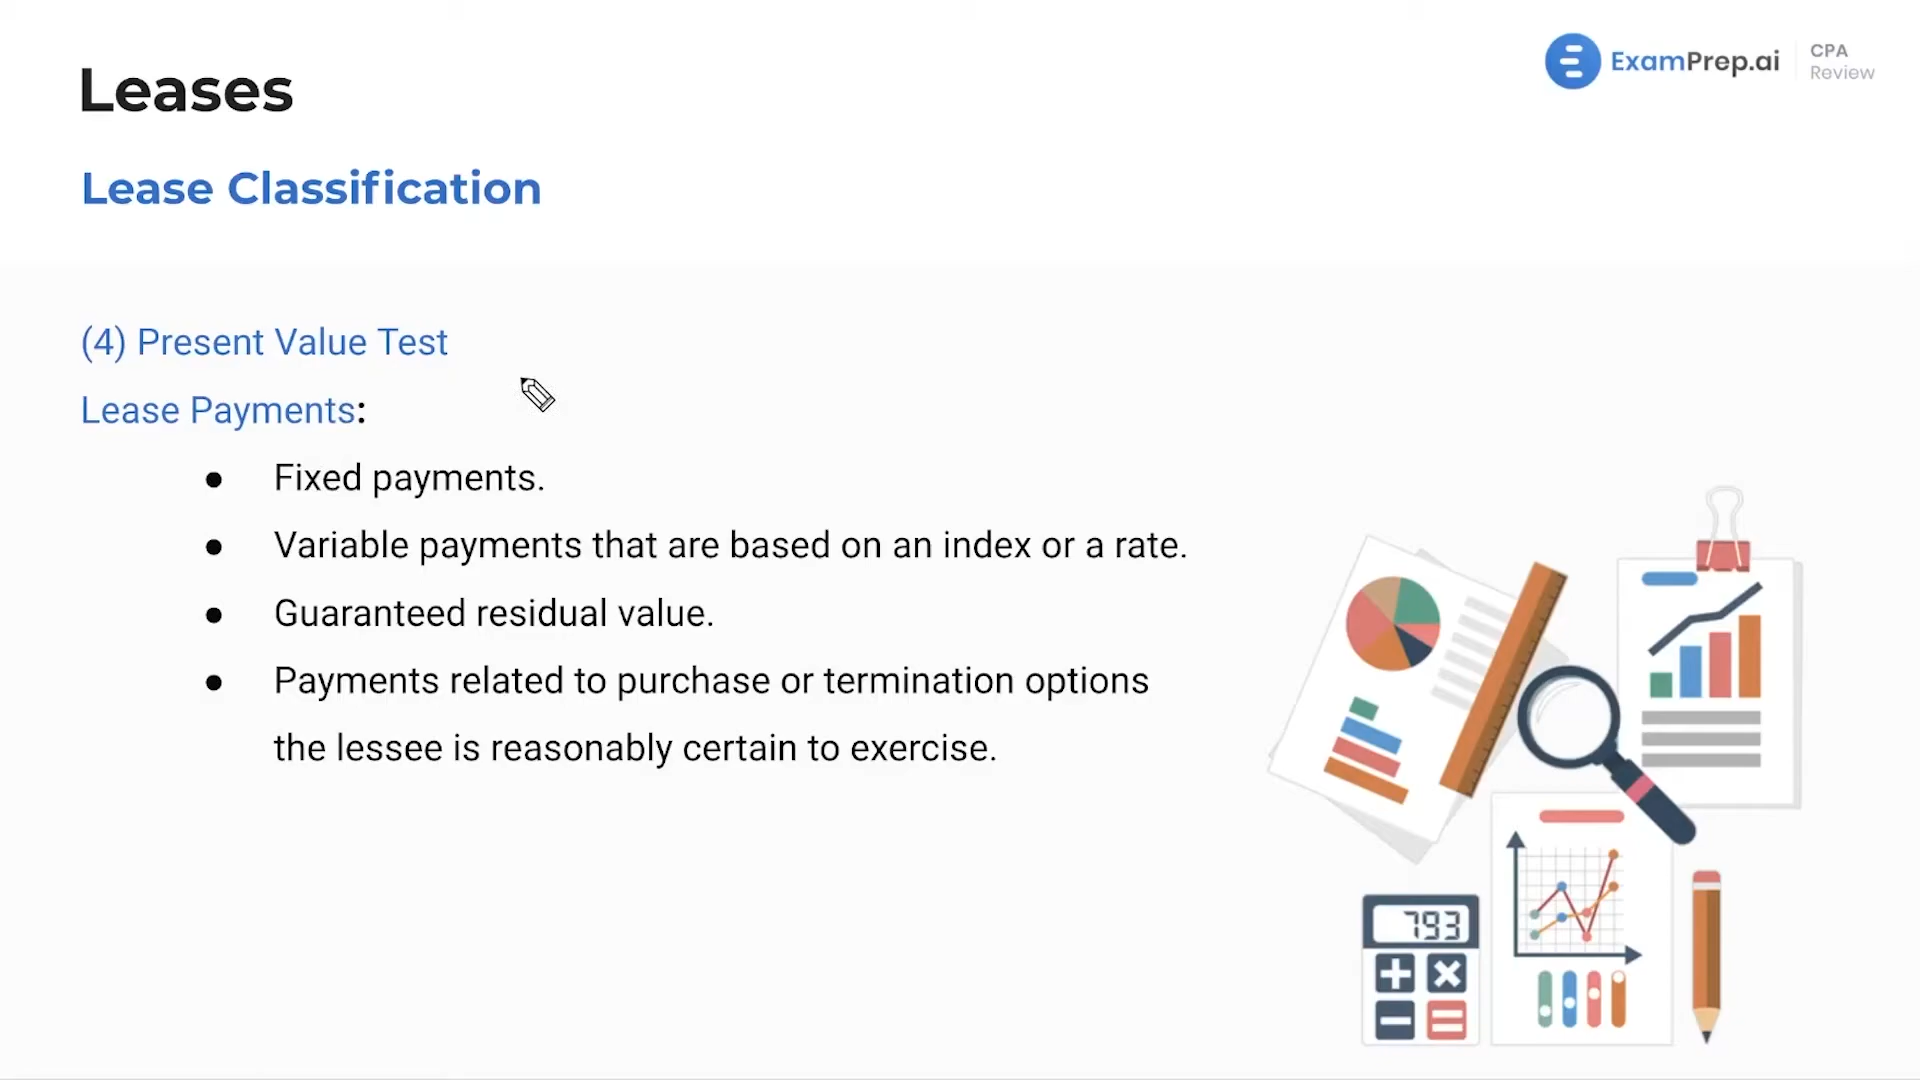 Leases
ExamPrep.ai
CPA
Review
Lease Classification
(4) Present Value Test
Lease Payments:
● Fixed payments.
● Variable payments that are based on an index or a rate.
● Guaranteed residual value.
● Payments related to purchase or termination options
the lessee is reasonably certain to exercise.
793